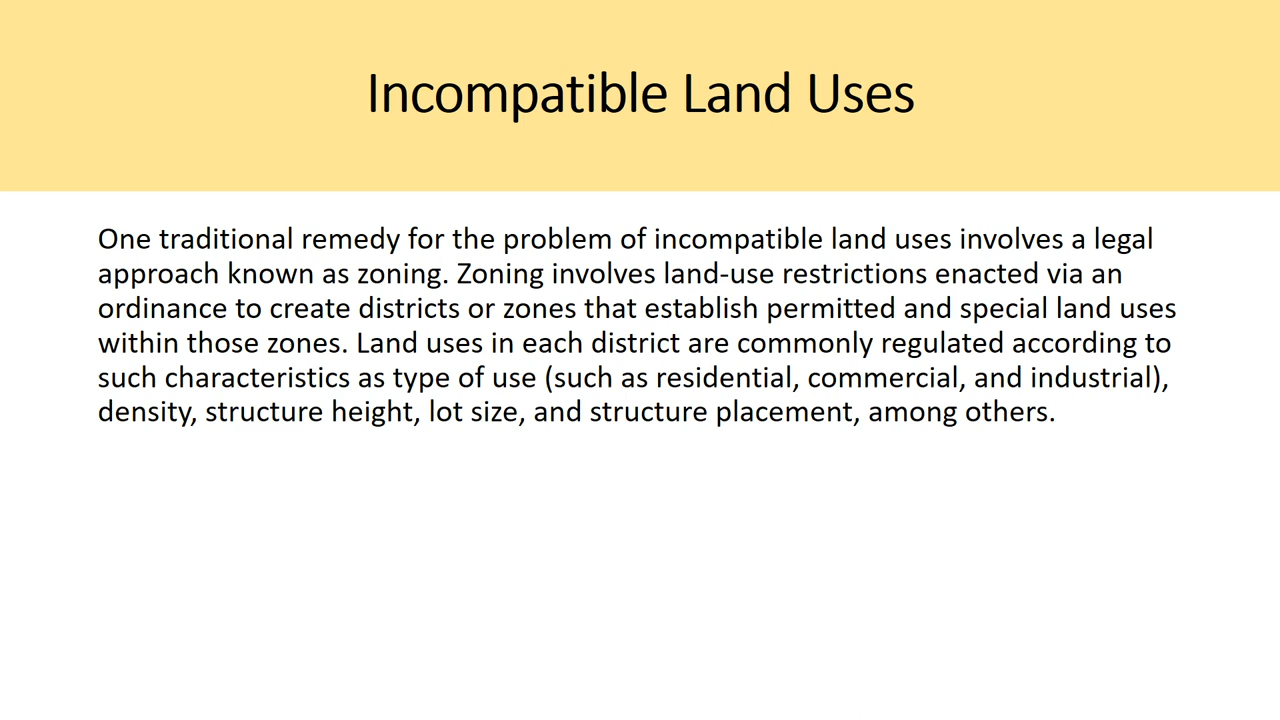 Incompatible Land Uses
One traditional remedy for the problem of incompatible land uses involves a legal
approach known as zoning. Zoning involves land-use restrictions enacted via an
ordinance to create districts or zones that establish permitted and special land uses
within those zones. Land uses in each district are commonly regulated according to
such characteristics as type of use (such as residential, commercial, and industrial),
density, structure height, lot size, and structure placement, among others.